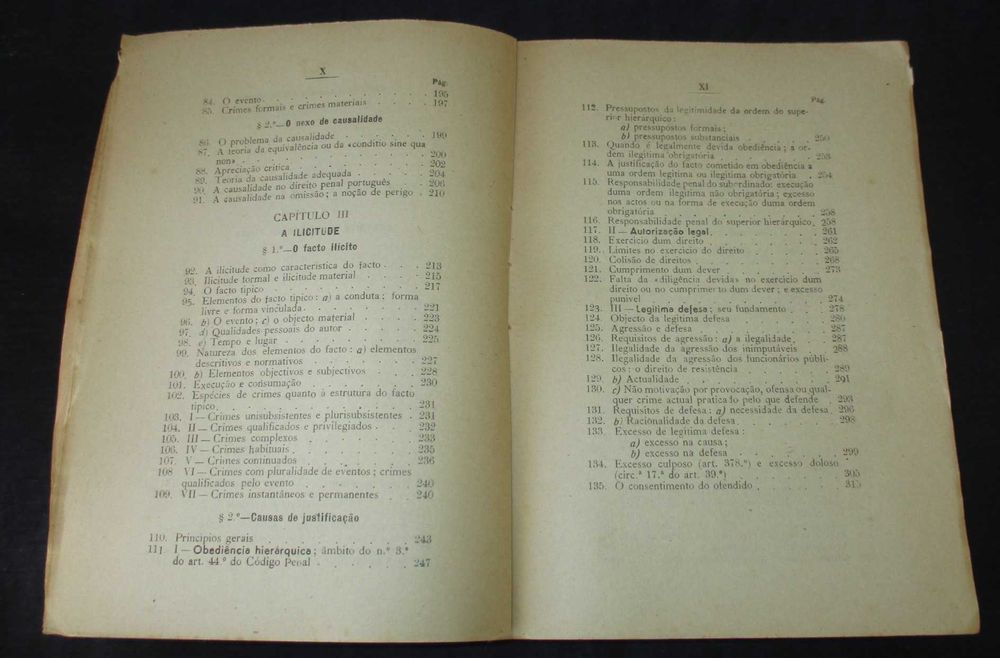 X
Pág.
84. O evento. . . . . . . . . . . 195
85. Crimes formais e crimes materiais . . . . 197
§ 2.º—O nexo de causalidade
86. O problema da causalidade . . . . . . 199
87. A teoria da equivalência ou da «conditio sine qua
non» . . . . . . . . . . . . 200
88. Apreciação crítica . . . . . . . . 202
89. Teoria da causalidade adequada . . . . . 204
90. A causalidade no direito penal português . . 206
91. A causalidade na omissão; a noção de perigo . 210
CAPÍTULO III
A ILICITUDE
§ 1.º—O facto ilícito
92. A ilicitude como característica do facto . . . 213
93. Ilicitude formal e ilicitude material . . . . 215
94. O facto típico . . . . . . . . . 217
95. Elementos do facto típico: a) a conduta; forma
livre e forma vinculada. . . . . . . . 221
96. b) O evento; c) o objecto material . . . . 223
97. d) Qualidades pessoais do autor . . . . . 224
98. e) Tempo e lugar . . . . . . . . 225
99. Natureza dos elementos do facto: a) elementos
descritivos e normativos . . . . . . . 227
100. b) Elementos objectivos e subjectivos . . . 228
101. Execução e consumação . . . . . . . 230
102. Espécies de crimes quanto à estrutura do facto
típico. . . . . . . . . . . . 231
103. I — Crimes unisubsistentes e plurisubsistentes . 231
104. II — Crimes qualificados e privilegiados . . . 232
105. III — Crimes complexos . . . . . . . 233
106. IV — Crimes habituais . . . . . . . 235
107. V — Crimes continuados . . . . . . . 236
108 VI — Crimes com pluralidade de eventos; crimes
qualificados pelo evento . . . . . . . 240
109. VII — Crimes instantâneos e permanentes . . 240
§ 2.º—Causas de justificação
110. Princípios gerais . . . . . . . . . 243
111. I — Obediência hierárquica; âmbito do n.º 3.º
do art. 44.º do Código Penal . . . . . . 247
XI
Pág.
112. Pressupostos da legitimidade da ordem do supe-
rior hierárquico:
a) pressupostos formais;
b) pressupostos substanciais . . . . . 250
113. Quando é legalmente devida obediência; a or-
dem ilegítima obrigatória . . . . . . . 253
114. A justificação do facto cometido em obediência a
uma ordem legítima ou ilegítima obrigatória . 254
115. Responsabilidade penal do subordinado: execução
duma ordem ilegítima não obrigatória; excesso
nos actos ou na forma de execução duma ordem
obrigatória . . . . . . . . . . 258
116. Responsabilidade penal do superior hierárquico. 258
117. II — Autorização legal. . . . . . . . 261
118. Exercício dum direito . . . . . . . 262
119. Limites no exercício do direito . . . . . 265
120. Colisão de direitos . . . . . . . . 268
121. Cumprimento dum dever . . . . . . . 273
122. Falta da «diligência devida» no exercício dum
direito ou no cumprimento dum dever; e excesso
punível . . . . . . . . . . . 274
123. III — Legítima defesa; seu fundamento . . . 278
124. Objecto da legítima defesa . . . . . . 280
125. Agressão e defesa . . . . . . . . 287
126. Requisitos de agressão: a) a ilegalidade. . . 287
127. Ilegalidade da agressão dos inimputáveis . . 288
128. Ilegalidade da agressão dos funcionários públi-
cos: o direito de resistência . . . . . . 289
129. b) Actualidade . . . . . . . . . 291
130. c) Não motivação por provocação, ofensa ou qual-
quer crime actual praticado pelo que defende . 293
131. Requisitos de defesa: a) necessidade da defesa. 296
132. b) Racionalidade da defesa. . . . . . . 298
133. Excesso de legítima defesa:
a) excesso na causa;
b) excesso na defesa . . . . . . . 299
134. Excesso culposo (art. 378.º) e excesso doloso
(circ.ª 17.ª do art. 39.º) . . . . . . . 305
135. O consentimento do ofendido . . . . . . 315